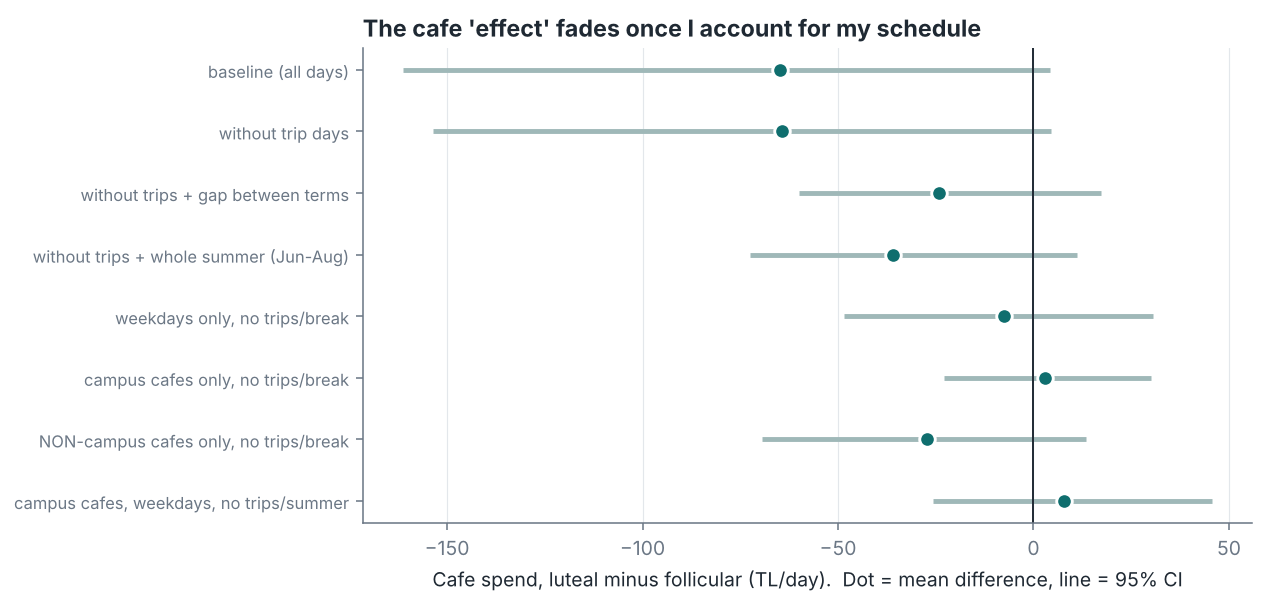 The cafe 'effect' fades once I account for my schedule
baseline (all days)
without trip days
without trips + gap between terms
without trips + whole summer (Jun-Aug)
weekdays only, no trips/break
campus cafes only, no trips/break
NON-campus cafes only, no trips/break
campus cafes, weekdays, no trips/summer
−150 −100 −50 0 50
Cafe spend, luteal minus follicular (TL/day).  Dot = mean difference, line = 95% CI